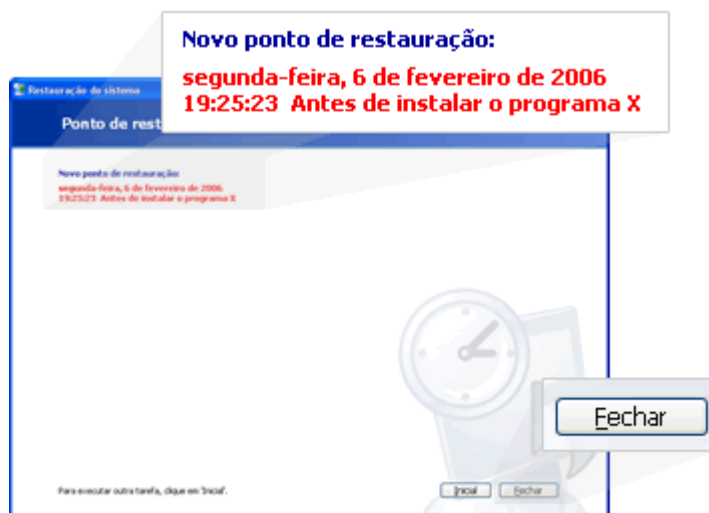 Novo ponto de restauração:
segunda-feira, 6 de fevereiro de 2006
19:25:23 Antes de instalar o programa X
Restauração do sistema
Ponto de rest
Novo ponto de restauração:
segunda-feira, 6 de fevereiro de 2006
19:25:23 Antes de instalar o programa X
Fechar
Para executar outra tarefa, clique em 'Inicial'.
Inicial
Fechar